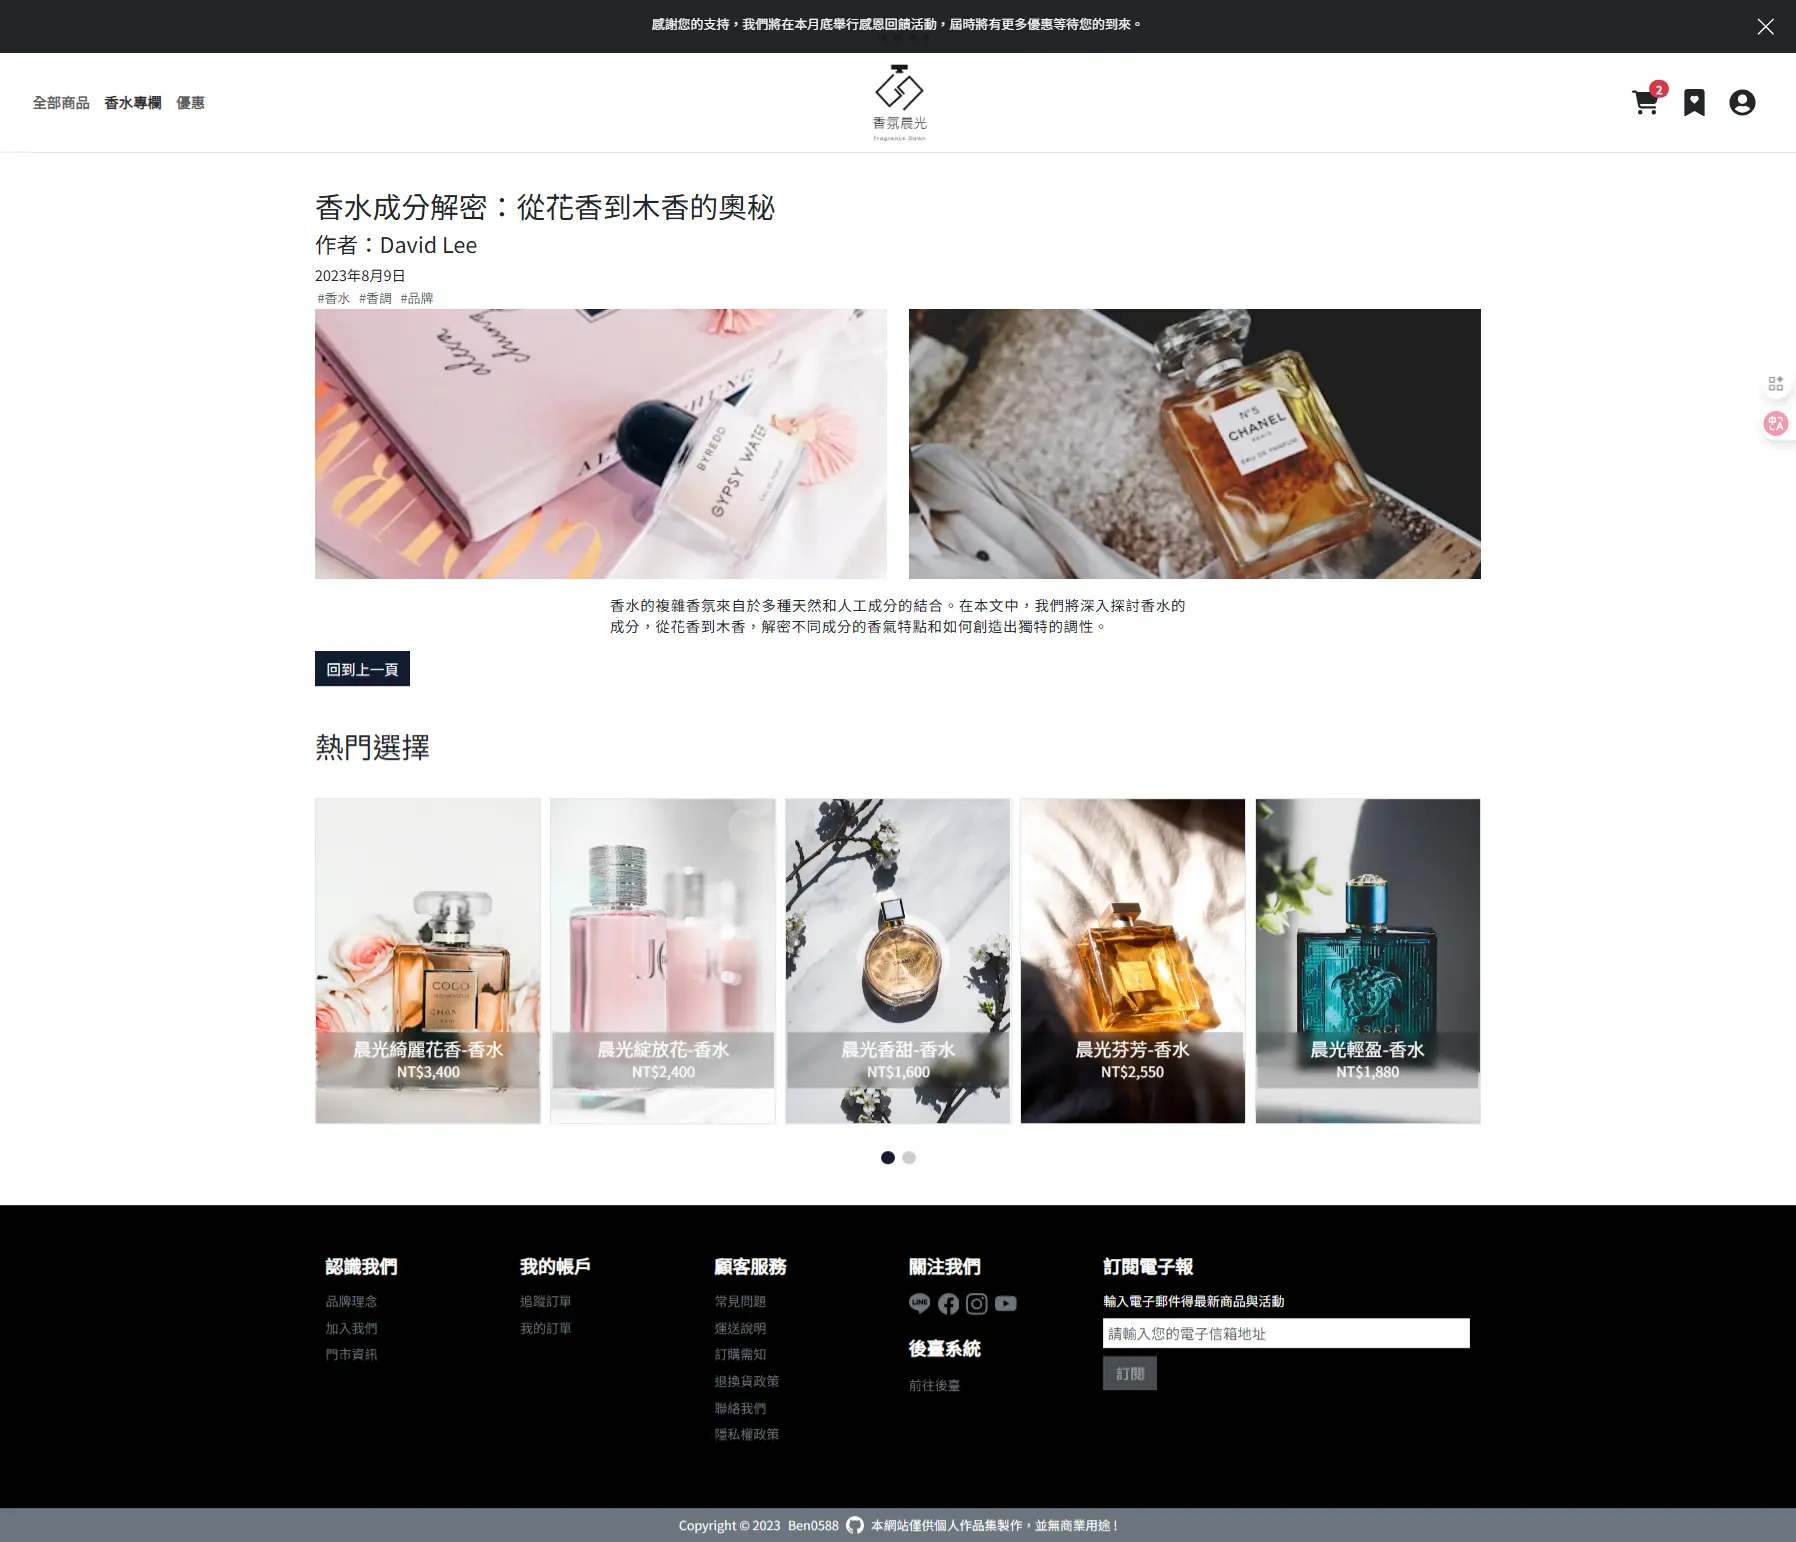 感謝您的支持，我們將在本月底舉行感恩回饋活動，屆時將有更多優惠等待您的到來。
全部商品 香水專欄 優惠
香氛晨光
Fragrance Dawn
2
香水成分解密：從花香到木香的奧秘
作者：David Lee
2023年8月9日
#香水 #香調 #品牌
alexa
chung
BYREDO
GYPSY WATER
N°5
CHANEL
PARIS
EAU DE PARFUM
香水的複雜香氛來自於多種天然和人工成分的結合。在本文中，我們將深入探討香水的
成分，從花香到木香，解密不同成分的香氣特點和如何創造出獨特的調性。
回到上一頁
熱門選擇
COCO
CHAN
晨光綺麗花香-香水
NT$3,400
晨光綻放花-香水
NT$2,400
CHANEL
晨光香甜-香水
NT$1,600
晨光芬芳-香水
NT$2,550
VERSACE
晨光輕盈-香水
NT$1,880
認識我們
品牌理念
加入我們
門市資訊
我的帳戶
追蹤訂單
我的訂單
顧客服務
常見問題
運送說明
訂購需知
退換貨政策
聯絡我們
隱私權政策
關注我們
LINE
後臺系統
前往後臺
訂閱電子報
輸入電子郵件得最新商品與活動
請輸入您的電子信箱地址
訂閱
Copyright © 2023 Ben0588 本網站僅供個人作品集製作，並無商業用途 !